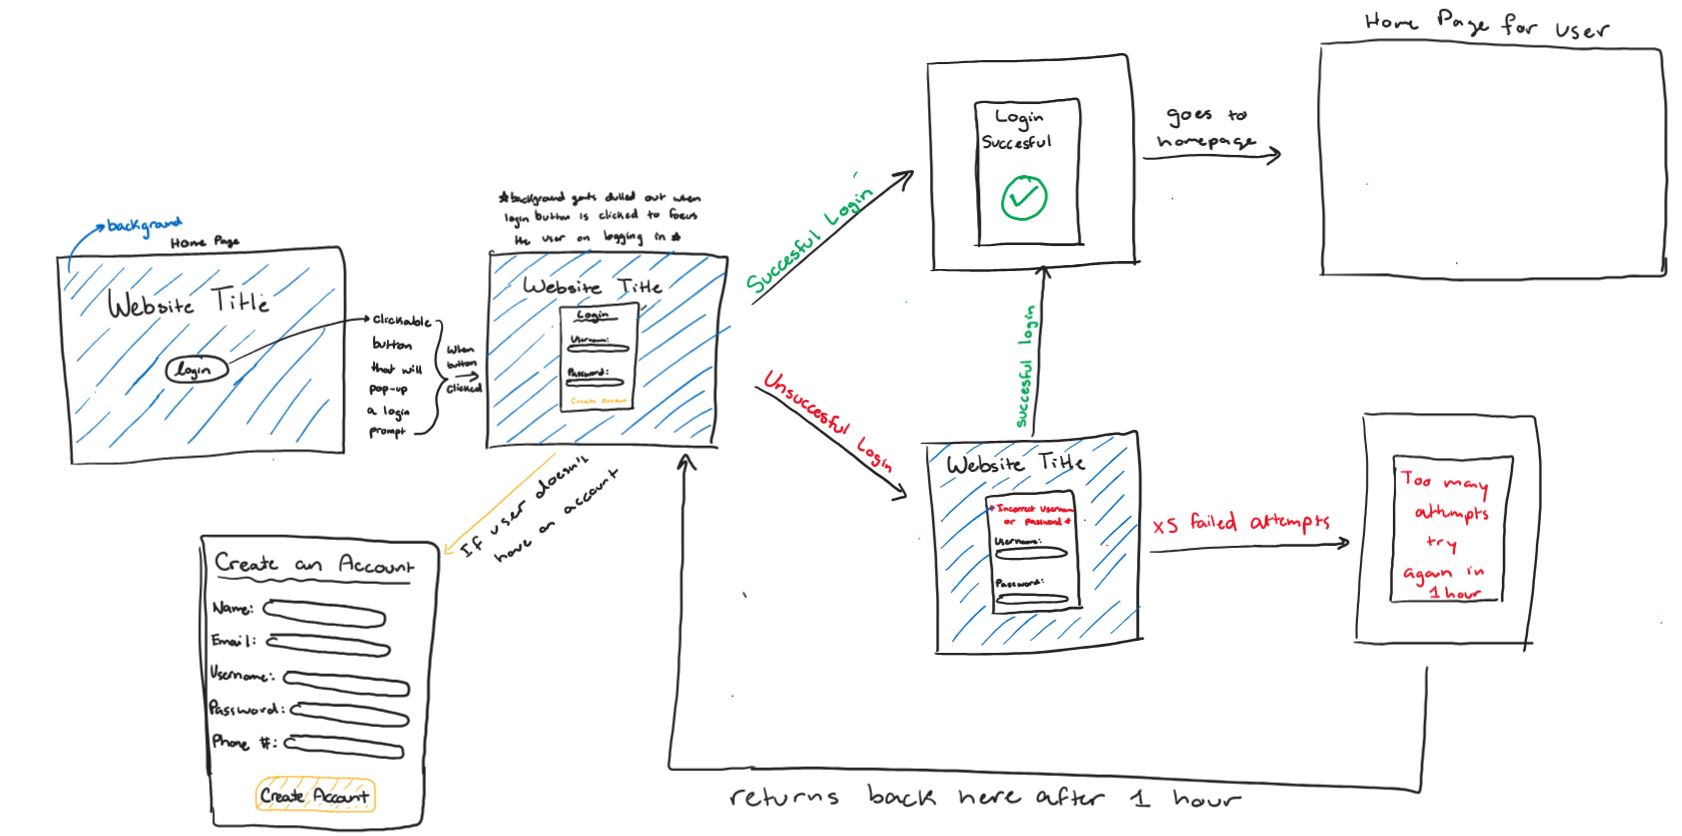 Home Page for user
Login
Succesful
goes to
homepage
*background gets dulled out when
login button is clicked to focus
the user on logging in*
Succesful Login
background
Home Page
Website Title
login
clickable
button
that will
pop-up
a login
prompt
When
button
clicked
Website Title
Login
Username:
Password:
Create Account
Unsuccesful Login
succesful login
Website Title
*Incorrect Username
or password*
Username:
Password:
x5 failed attempts
Too many
attumpts
try
again in
1 hour
If user doesn't
have an account
Create an Account
Name:
Email:
Username:
Password:
Phone #:
Create Account
returns back here after 1 hour